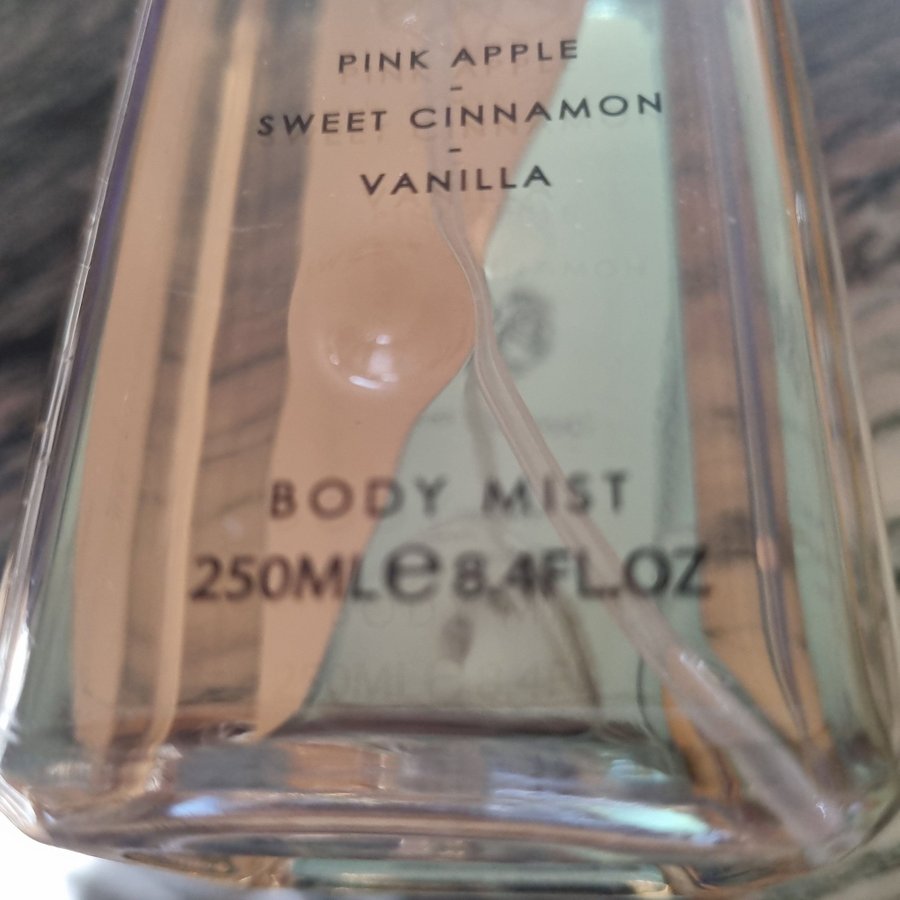 PINK APPLE
-
SWEET CINNAMON
-
VANILLA
BODY MIST
250ML e 8.4FL.OZ